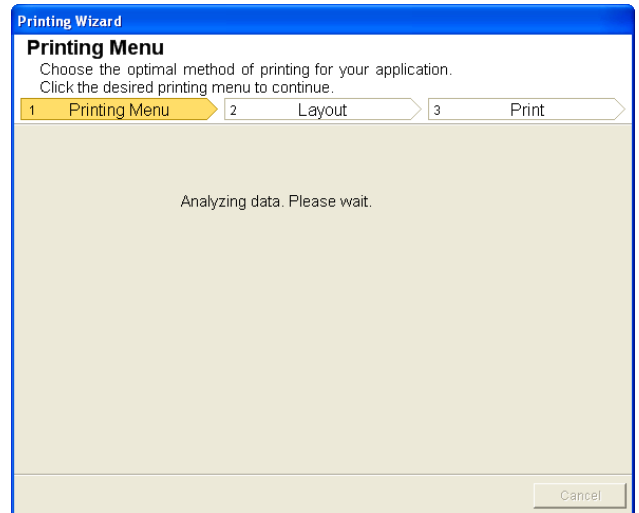 Printing Wizard
Printing Menu
Choose the optimal method of printing for your application.
Click the desired printing menu to continue.
1 Printing Menu 2 Layout 3 Print
Analyzing data. Please wait.
Cancel